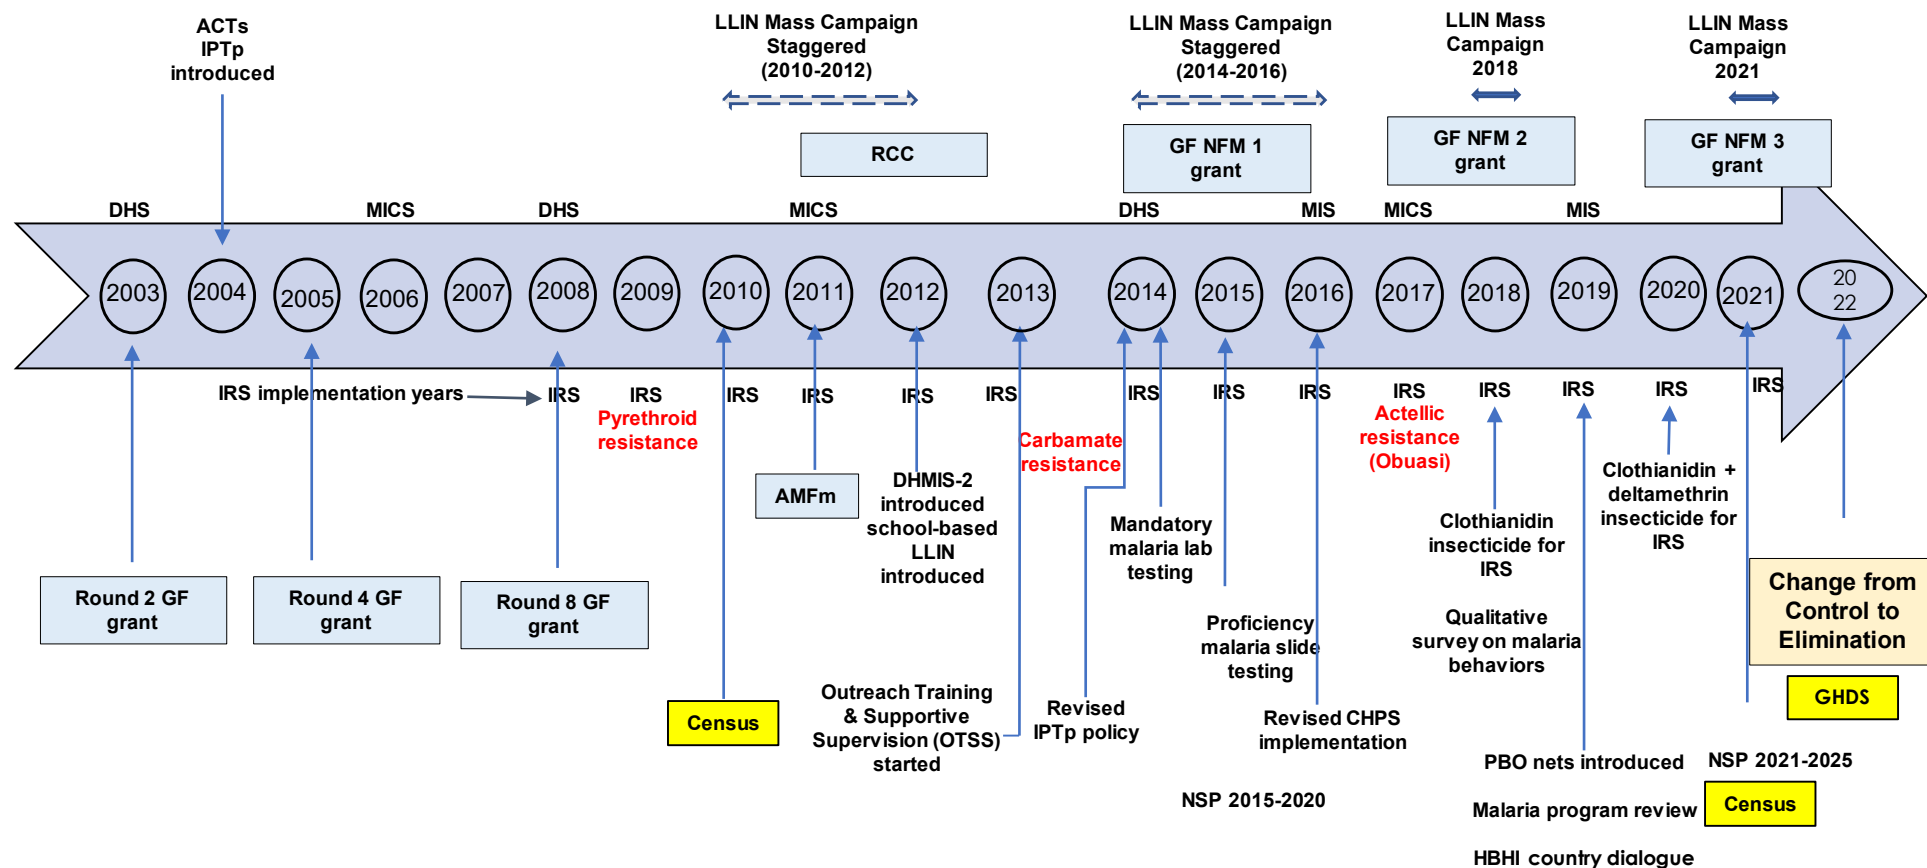 ACTs
IPTp
introduced
LLIN Mass Campaign
Staggered
(2010-2012)
LLIN Mass Campaign
Staggered
(2014-2016)
LLIN Mass
Campaign
2018
LLIN Mass
Campaign
2021
RCC
GF NFM 1
grant
GF NFM 2
grant
GF NFM 3
grant
DHS
MICS
DHS
MICS
DHS
MIS
MICS
MIS
2003
2004
2005
2006
2007
2008
2009
2010
2011
2012
2013
2014
2015
2016
2017
2018
2019
2020
2021
20
22
IRS implementation years
IRS
IRS
IRS
IRS
IRS
IRS
IRS
IRS
IRS
IRS
IRS
IRS
IRS
IRS
Pyrethroid
resistance
Carbamate
resistance
Actellic
resistance
(Obuasi)
AMFm
DHMIS-2
introduced
school-based
LLIN
introduced
Mandatory
malaria lab
testing
Clothianidin
insecticide for
IRS
Clothianidin +
deltamethrin
insecticide for
IRS
Round 2 GF
grant
Round 4 GF
grant
Round 8 GF
grant
Proficiency
malaria slide
testing
Qualitative
survey on malaria
behaviors
Change from
Control to
Elimination
GHDS
Census
Outreach Training
& Supportive
Supervision (OTSS)
started
Revised
IPTp policy
Revised CHPS
implementation
NSP 2015-2020
PBO nets introduced
Malaria program review
HBHI country dialogue
NSP 2021-2025
Census